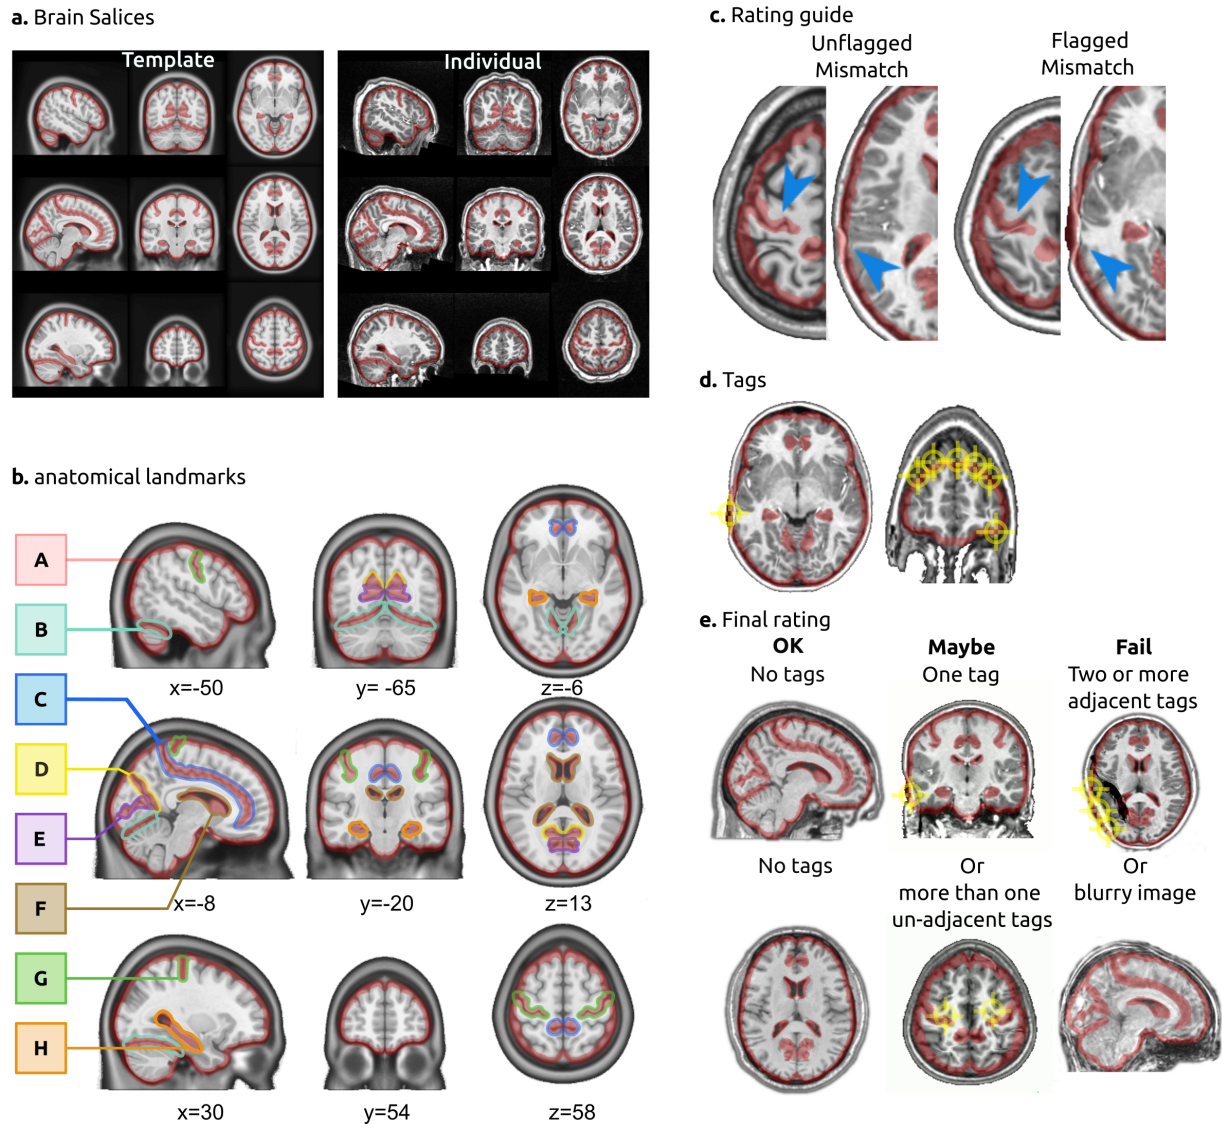 a. Brain Salices
Template
Individual
b. anatomical landmarks
A
B
C
D
E
F
G
H
x=-50
y= -65
z=-6
x=-8
y=-20
z=13
x=30
y=54
z=58
c. Rating guide
Unflagged
Mismatch
Flagged
Mismatch
d. Tags
e. Final rating
OK
No tags
Maybe
One tag
Fail
Two or more
adjacent tags
No tags
Or
more than one
un-adjacent tags
Or
blurry image